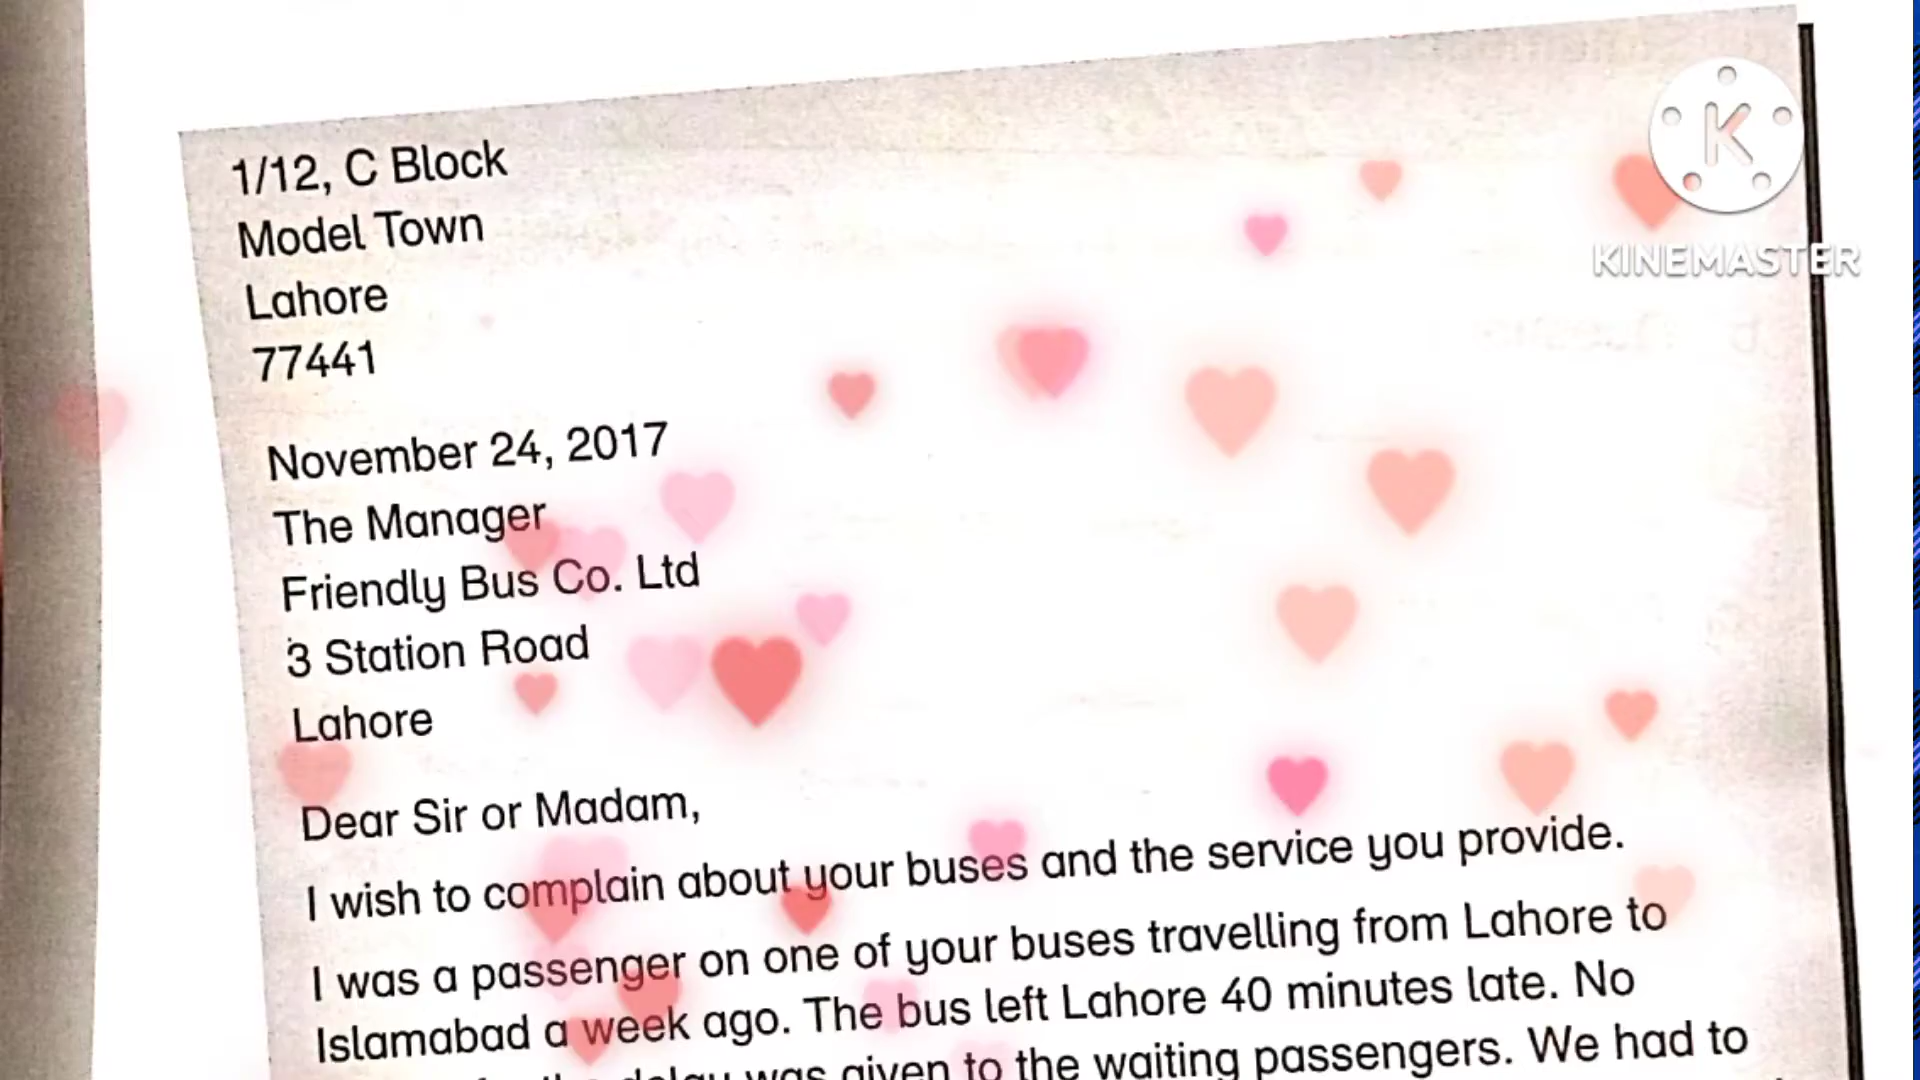 1/12, C Block
Model Town
Lahore
77441
November 24, 2017
The Manager
Friendly Bus Co. Ltd
3 Station Road
Lahore
Dear Sir or Madam,
I wish to complain about your buses and the service you provide.
I was a passenger on one of your buses travelling from Lahore to
Islamabad a week ago. The bus left Lahore 40 minutes late. No
delay was given to the waiting passengers. We had to
K
KINEMASTER